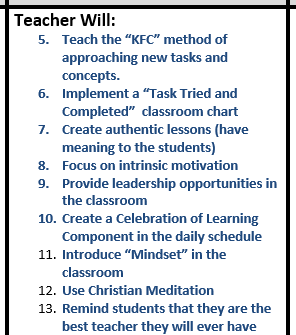 Teacher Will:
5. Teach the “KFC” method of
approaching new tasks and
concepts.
6. Implement a “Task Tried and
Completed” classroom chart
7. Create authentic lessons (have
meaning to the students)
8. Focus on intrinsic motivation
9. Provide leadership opportunities in
the classroom
10. Create a Celebration of Learning
Component in the daily schedule
11. Introduce “Mindset” in the
classroom
12. Use Christian Meditation
13. Remind students that they are the
best teacher they will ever have